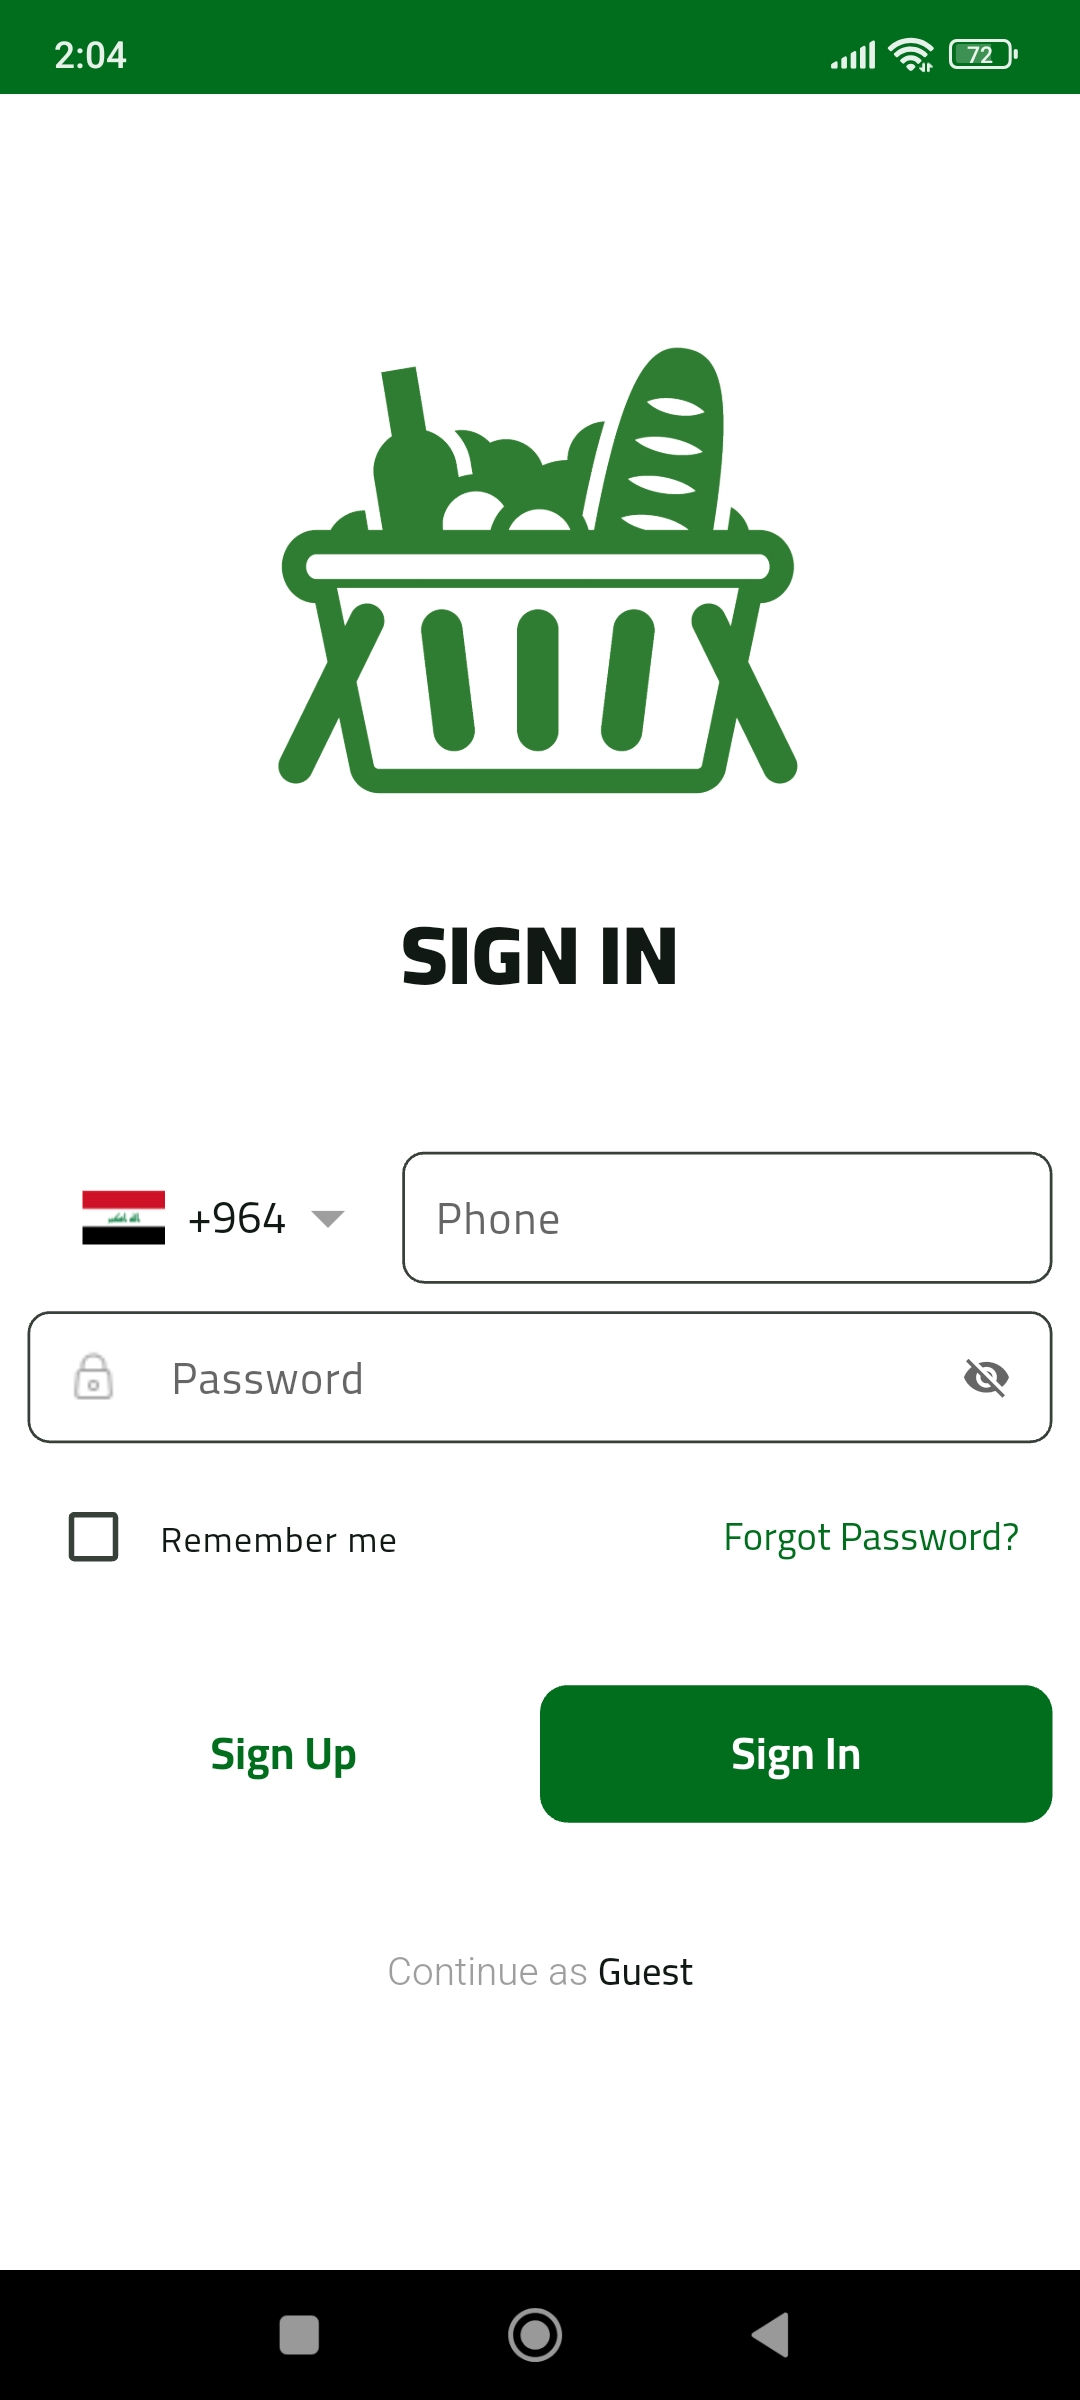 2:04
72
SIGN IN
+964
Phone
Password
Remember me
Forgot Password?
Sign Up
Sign In
Continue as Guest